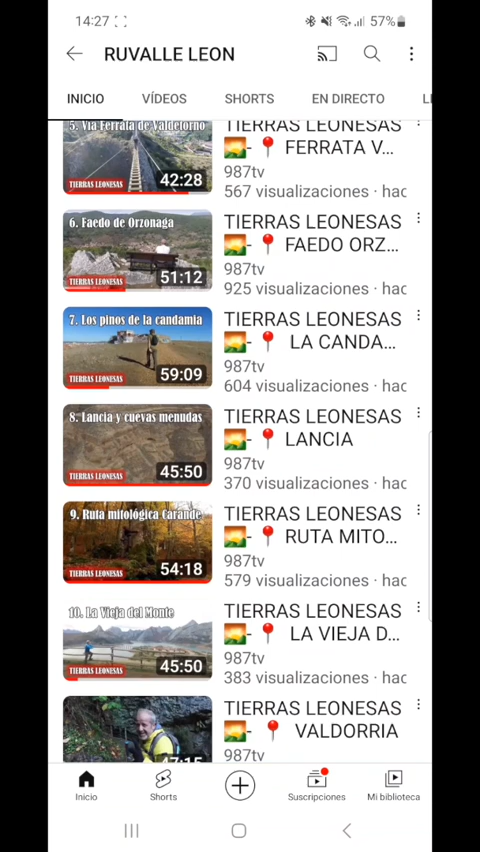 14:27
57%
RUVALLE LEON
INICIO
VÍDEOS
SHORTS
EN DIRECTO
5. Vía Ferrata de Valdetorno
TIERRAS LEONESAS
42:28
TIERRAS LEONESAS
- FERRATA V...
987tv
567 visualizaciones · hac
6. Faedo de Orzonaga
TIERRAS LEONESAS
51:12
TIERRAS LEONESAS
- FAEDO ORZ...
987tv
925 visualizaciones · hac
7. Los pinos de la candamia
TIERRAS LEONESAS
59:09
TIERRAS LEONESAS
- LA CANDA...
987tv
604 visualizaciones · hac
8. Lancia y cuevas menudas
TIERRAS LEONESAS
45:50
TIERRAS LEONESAS
- LANCIA
987tv
370 visualizaciones · hac
9. Ruta mitológica Carande
TIERRAS LEONESAS
54:18
TIERRAS LEONESAS
- RUTA MITO...
987tv
579 visualizaciones · hac
10. La Vieja del Monte
TIERRAS LEONESAS
45:50
TIERRAS LEONESAS
- LA VIEJA D...
987tv
383 visualizaciones · hac
47:15
TIERRAS LEONESAS
- VALDORRIA
987tv
Inicio
Shorts
Suscripciones
Mi biblioteca